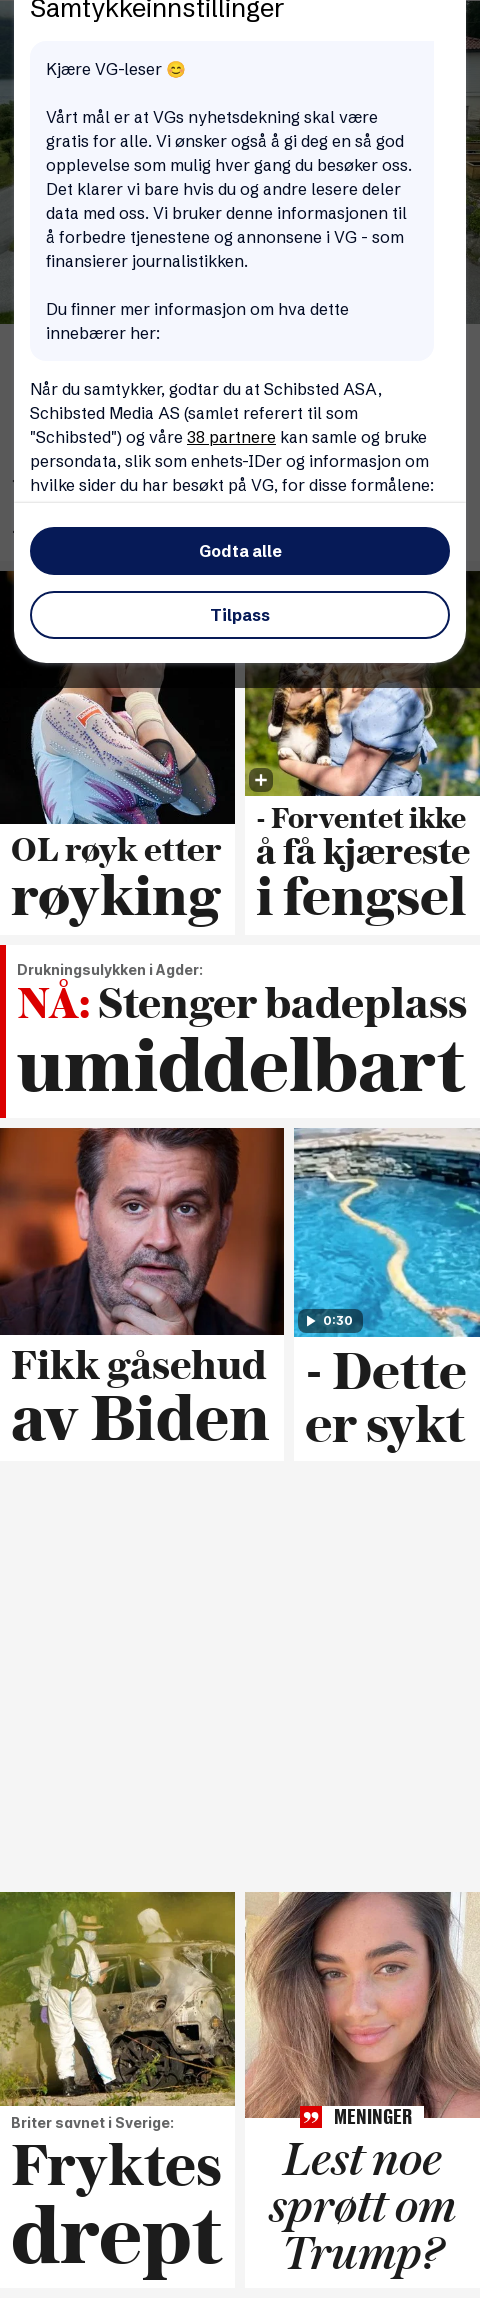 Samtykkeinnstillinger
Kjære VG-leser 😊
Vårt mål er at VGs nyhetsdekning skal være
gratis for alle. Vi ønsker også å gi deg en så god
opplevelse som mulig hver gang du besøker oss.
Det klarer vi bare hvis du og andre lesere deler
data med oss. Vi bruker denne informasjonen til
å forbedre tjenestene og annonsene i VG - som
finansierer journalistikken.
Du finner mer informasjon om hva dette
innebærer her:
Når du samtykker, godtar du at Schibsted ASA,
Schibsted Media AS (samlet referert til som
"Schibsted") og våre 38 partnere kan samle og bruke
persondata, slik som enhets-IDer og informasjon om
hvilke sider du har besøkt på VG, for disse formålene:
Godta alle
Tilpass
OL røyk etter
røyking
- Forventet ikke
å få kjæreste
i fengsel
Drukningsulykken i Agder:
NÅ: Stenger badeplass
umiddelbart
Fikk gåsehud
av Biden
0:30
- Dette
er sykt
Briter savnet i Sverige:
Fryktes
drept
MENINGER
Lest noe
sprøtt om
Trump?